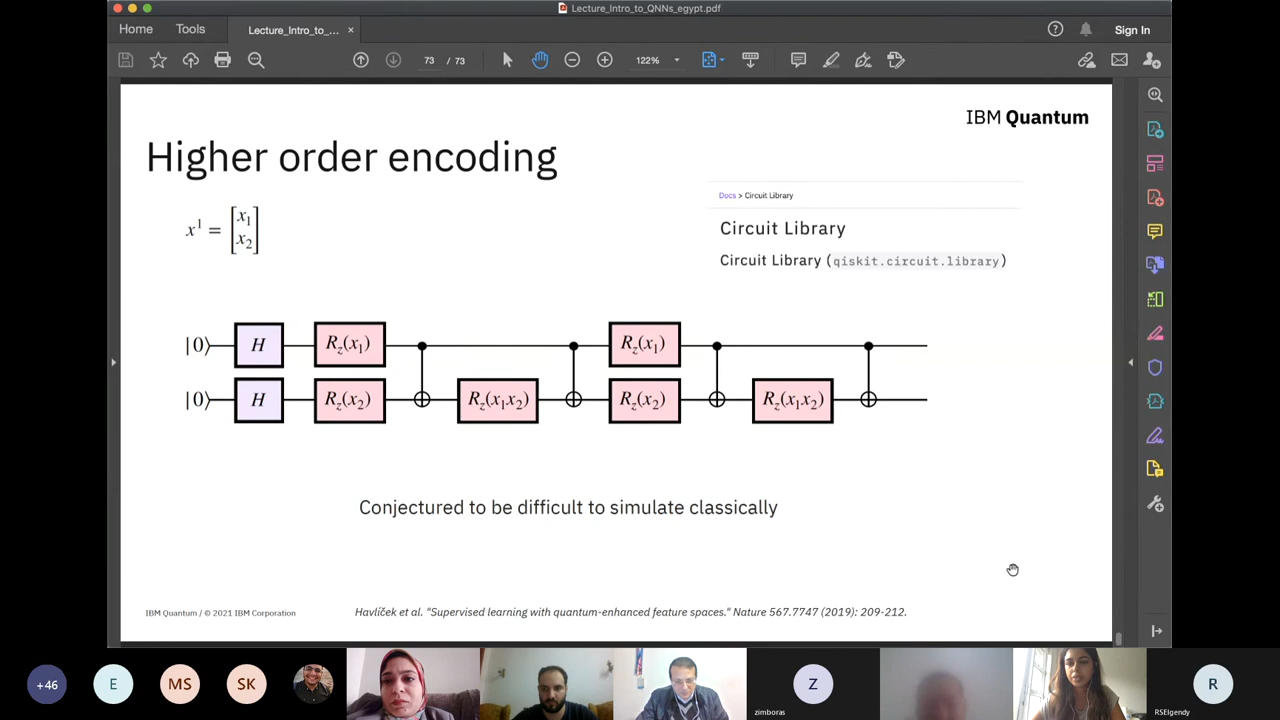 Lecture_Intro_to_QNNs_egypt.pdf
Home Tools Lecture_Intro_to_... × Sign In
73 / 73 122%
IBM Quantum
Higher order encoding
x¹ = [x₁ x₂]
Docs > Circuit Library
Circuit Library
Circuit Library (qiskit.circuit.library)
|0⟩ H R_z(x₁) R_z(x₁)
|0⟩ H R_z(x₂) R_z(x₁x₂) R_z(x₂) R_z(x₁x₂)
Conjectured to be difficult to simulate classically
IBM Quantum / © 2021 IBM Corporation
Havlíček et al. "Supervised learning with quantum-enhanced feature spaces." Nature 567.7747 (2019): 209-212.
+46 E MS SK Z R
zimboras RSElgendy